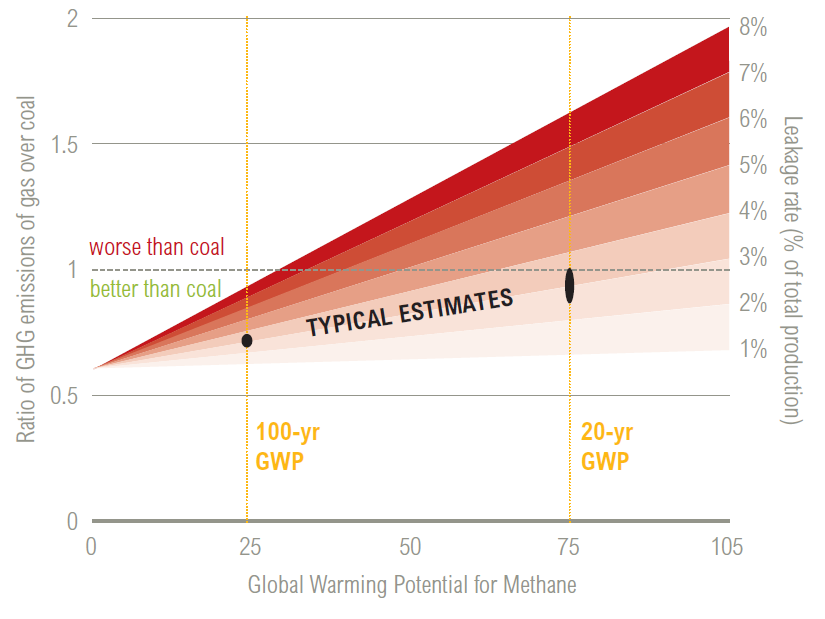 2
1.5
1
0.5
0
Ratio of GHG emissions of gas over coal
worse than coal
better than coal
TYPICAL ESTIMATES
100-yr
GWP
20-yr
GWP
8%
7%
6%
5%
4%
3%
2%
1%
Leakage rate (% of total production)
0
25
50
75
105
Global Warming Potential for Methane